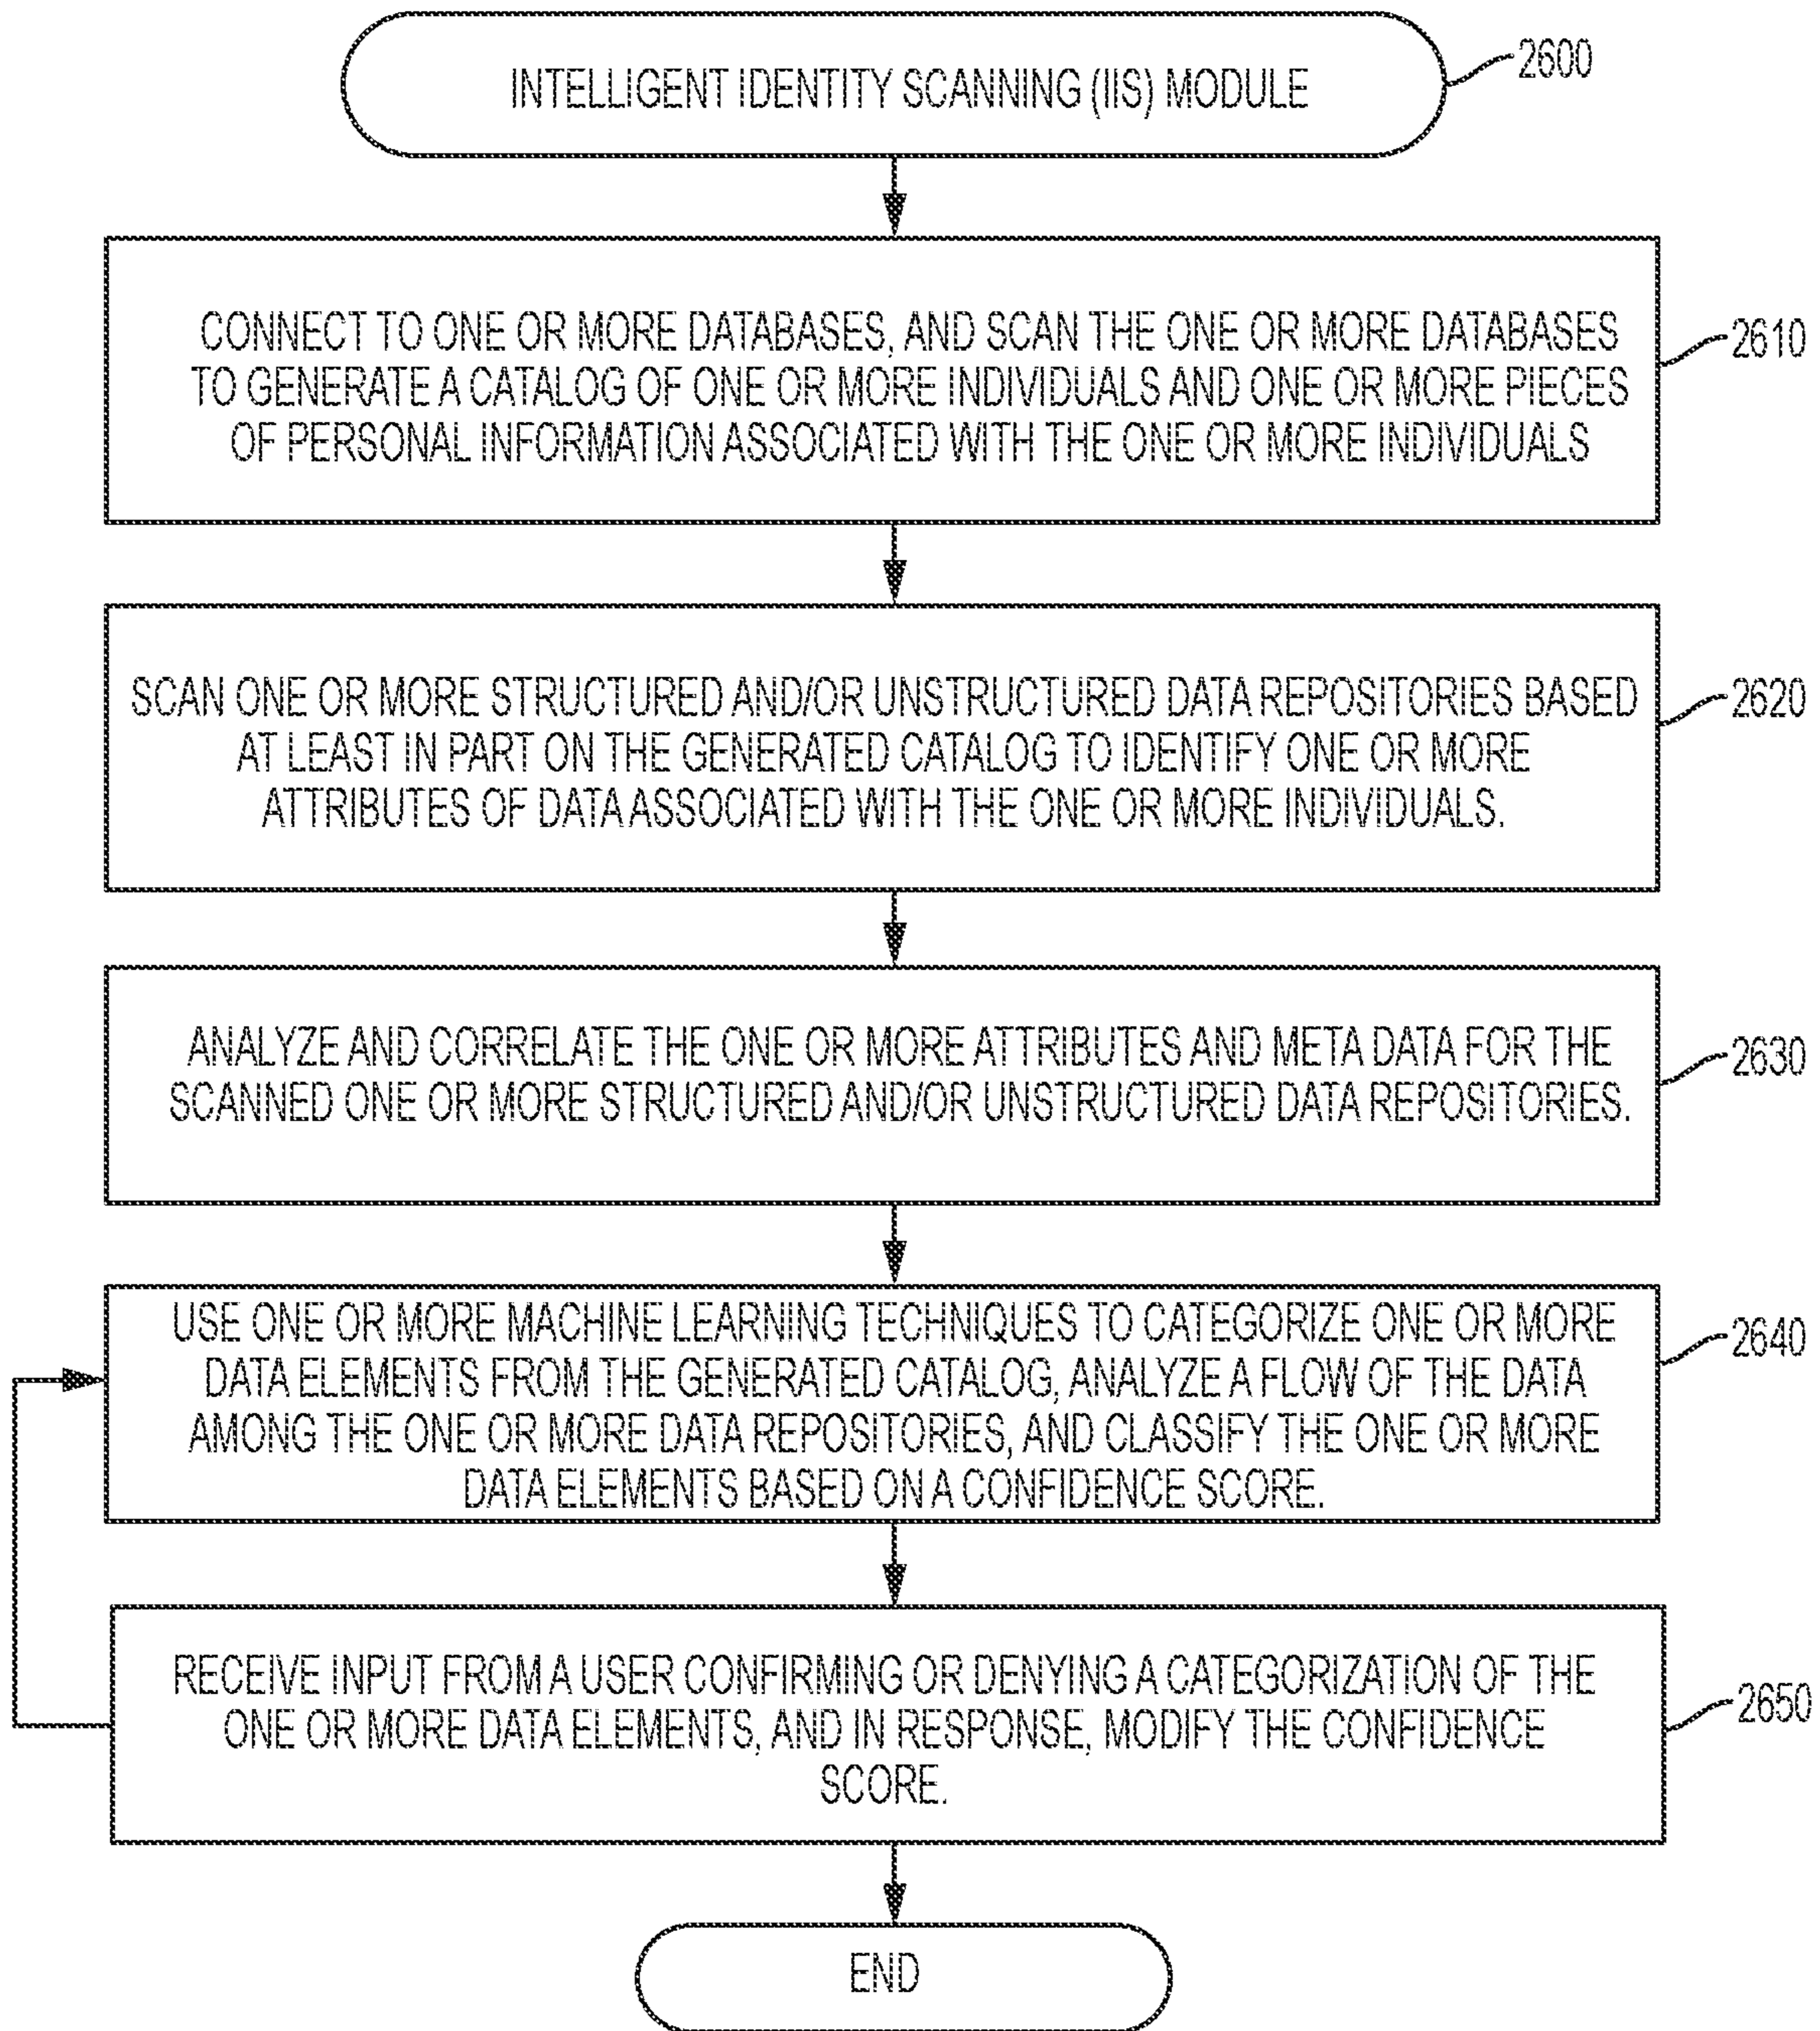 INTELLIGENT IDENTITY SCANNING (IIS) MODULE
2600
CONNECT TO ONE OR MORE DATABASES, AND SCAN THE ONE OR MORE DATABASES
TO GENERATE A CATALOG OF ONE OR MORE INDIVIDUALS AND ONE OR MORE PIECES
OF PERSONAL INFORMATION ASSOCIATED WITH THE ONE OR MORE INDIVIDUALS
2610
SCAN ONE OR MORE STRUCTURED AND/OR UNSTRUCTURED DATA REPOSITORIES BASED
AT LEAST IN PART ON THE GENERATED CATALOG TO IDENTIFY ONE OR MORE
ATTRIBUTES OF DATA ASSOCIATED WITH THE ONE OR MORE INDIVIDUALS.
2620
ANALYZE AND CORRELATE THE ONE OR MORE ATTRIBUTES AND META DATA FOR THE
SCANNED ONE OR MORE STRUCTURED AND/OR UNSTRUCTURED DATA REPOSITORIES.
2630
USE ONE OR MORE MACHINE LEARNING TECHNIQUES TO CATEGORIZE ONE OR MORE
DATA ELEMENTS FROM THE GENERATED CATALOG, ANALYZE A FLOW OF THE DATA
AMONG THE ONE OR MORE DATA REPOSITORIES, AND CLASSIFY THE ONE OR MORE
DATA ELEMENTS BASED ON A CONFIDENCE SCORE.
2640
RECEIVE INPUT FROM A USER CONFIRMING OR DENYING A CATEGORIZATION OF THE
ONE OR MORE DATA ELEMENTS, AND IN RESPONSE, MODIFY THE CONFIDENCE
SCORE.
2650
END